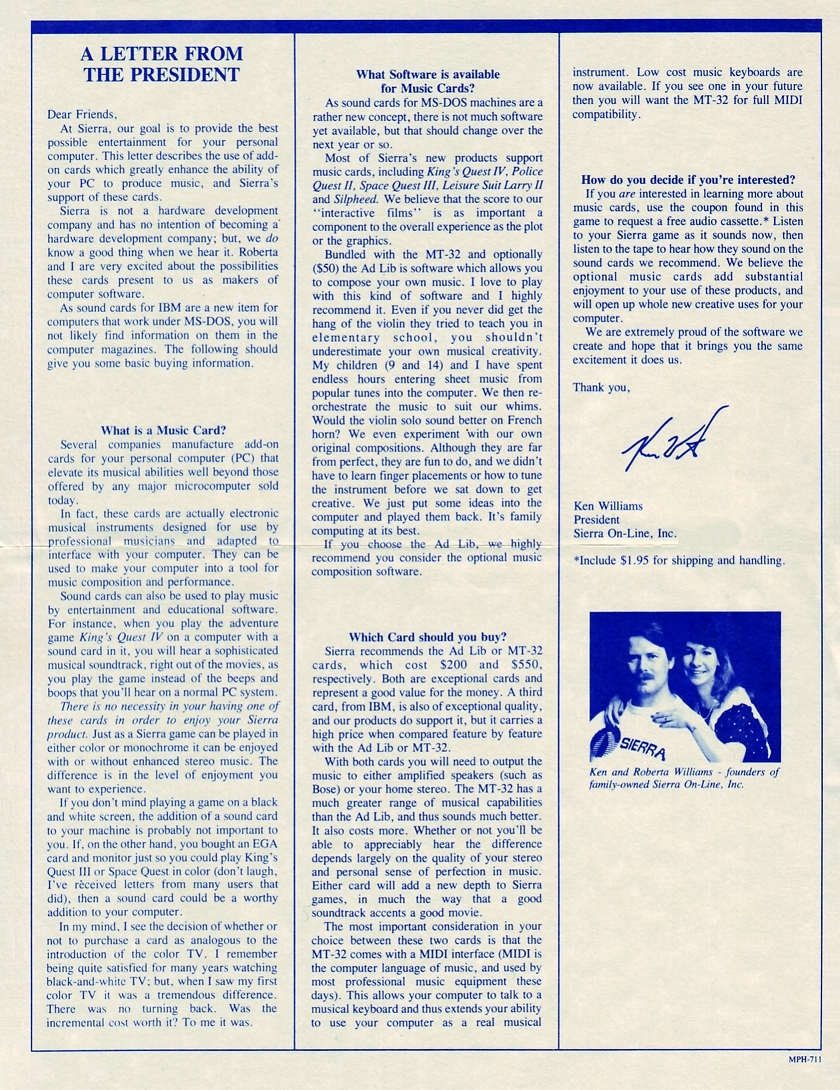 A LETTER FROM
THE PRESIDENT
Dear Friends,
At Sierra, our goal is to provide the best
possible entertainment for your personal
computer. This letter describes the use of add-
on cards which greatly enhance the ability of
your PC to produce music, and Sierra's
support of these cards.
Sierra is not a hardware development
company and has no intention of becoming a
hardware development company; but, we do
know a good thing when we hear it. Roberta
and I are very excited about the possibilities
these cards present to us as makers of
computer software.
As sound cards for IBM are a new item for
computers that work under MS-DOS, you will
not likely find information on them in the
computer magazines. The following should
give you some basic buying information.
What is a Music Card?
Several companies manufacture add-on
cards for your personal computer (PC) that
elevate its musical abilities well beyond those
offered by any major microcomputer sold
today.
In fact, these cards are actually electronic
musical instruments designed for use by
professional musicians and adapted to
interface with your computer. They can be
used to make your computer into a tool for
music composition and performance.
Sound cards can also be used to play music
by entertainment and educational software.
For instance, when you play the adventure
game King's Quest IV on a computer with a
sound card in it, you will hear a sophisticated
musical soundtrack, right out of the movies, as
you play the game instead of the beeps and
boops that you'll hear on a normal PC system.
There is no necessity in your having one of
these cards in order to enjoy your Sierra
product. Just as a Sierra game can be played in
either color or monochrome it can be enjoyed
with or without enhanced stereo music. The
difference is in the level of enjoyment you
want to experience.
If you don't mind playing a game on a black
and white screen, the addition of a sound card
to your machine is probably not important to
you. If, on the other hand, you bought an EGA
card and monitor just so you could play King's
Quest III or Space Quest in color (don't laugh,
I've received letters from many users that
did), then a sound card could be a worthy
addition to your computer.
In my mind, I see the decision of whether or
not to purchase a card as analogous to the
introduction of the color TV. I remember
being quite satisfied for many years watching
black-and-white TV; but, when I saw my first
color TV it was a tremendous difference.
There was no turning back. Was the
incremental cost worth it? To me it was.
What Software is available
for Music Cards?
As sound cards for MS-DOS machines are a
rather new concept, there is not much software
yet available, but that should change over the
next year or so.
Most of Sierra's new products support
music cards, including King's Quest IV, Police
Quest II, Space Quest III, Leisure Suit Larry II
and Silpheed. We believe that the score to our
"interactive films" is as important a
component to the overall experience as the plot
or the graphics.
Bundled with the MT-32 and optionally
($50) the Ad Lib is software which allows you
to compose your own music. I love to play
with this kind of software and I highly
recommend it. Even if you never did get the
hang of the violin they tried to teach you in
elementary school, you shouldn't
underestimate your own musical creativity.
My children (9 and 14) and I have spent
endless hours entering sheet music from
popular tunes into the computer. We then re-
orchestrate the music to suit our whims.
Would the violin solo sound better on French
horn? We even experiment with our own
original compositions. Although they are far
from perfect, they are fun to do, and we didn't
have to learn finger placements or how to tune
the instrument before we sat down to get
creative. We just put some ideas into the
computer and played them back. It's family
computing at its best.
If you choose the Ad Lib, we highly
recommend you consider the optional music
composition software.
Which Card should you buy?
Sierra recommends the Ad Lib or MT-32
cards, which cost $200 and $550,
respectively. Both are exceptional cards and
represent a good value for the money. A third
card, from IBM, is also of exceptional quality,
and our products do support it, but it carries a
high price when compared feature by feature
with the Ad Lib or MT-32.
With both cards you will need to output the
music to either amplified speakers (such as
Bose) or your home stereo. The MT-32 has a
much greater range of musical capabilities
than the Ad Lib, and thus sounds much better.
It also costs more. Whether or not you'll be
able to appreciably hear the difference
depends largely on the quality of your stereo
and personal sense of perfection in music.
Either card will add a new depth to Sierra
games, in much the way that a good
soundtrack accents a good movie.
The most important consideration in your
choice between these two cards is that the
MT-32 comes with a MIDI interface (MIDI is
the computer language of music, and used by
most professional music equipment these
days). This allows your computer to talk to a
musical keyboard and thus extends your ability
to use your computer as a real musical
instrument. Low cost music keyboards are
now available. If you see one in your future
then you will want the MT-32 for full MIDI
compatibility.
How do you decide if you're interested?
If you are interested in learning more about
music cards, use the coupon found in this
game to request a free audio cassette.* Listen
to your Sierra game as it sounds now, then
listen to the tape to hear how they sound on the
sound cards we recommend. We believe the
optional music cards add substantial
enjoyment to your use of these products, and
will open up whole new creative uses for your
computer.
We are extremely proud of the software we
create and hope that it brings you the same
excitement it does us.
Thank you,
Ken Williams
President
Sierra On-Line, Inc.
*Include $1.95 for shipping and handling.
SIERRA
Ken and Roberta Williams - founders of
family-owned Sierra On-Line, Inc.
MPH-711